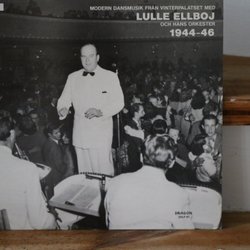 MODERN DANSMUSIK FRÅN VINTERPALATSET MED
LULLE ELLBOJ
OCH HANS ORKESTER
1944-46
DRAGON